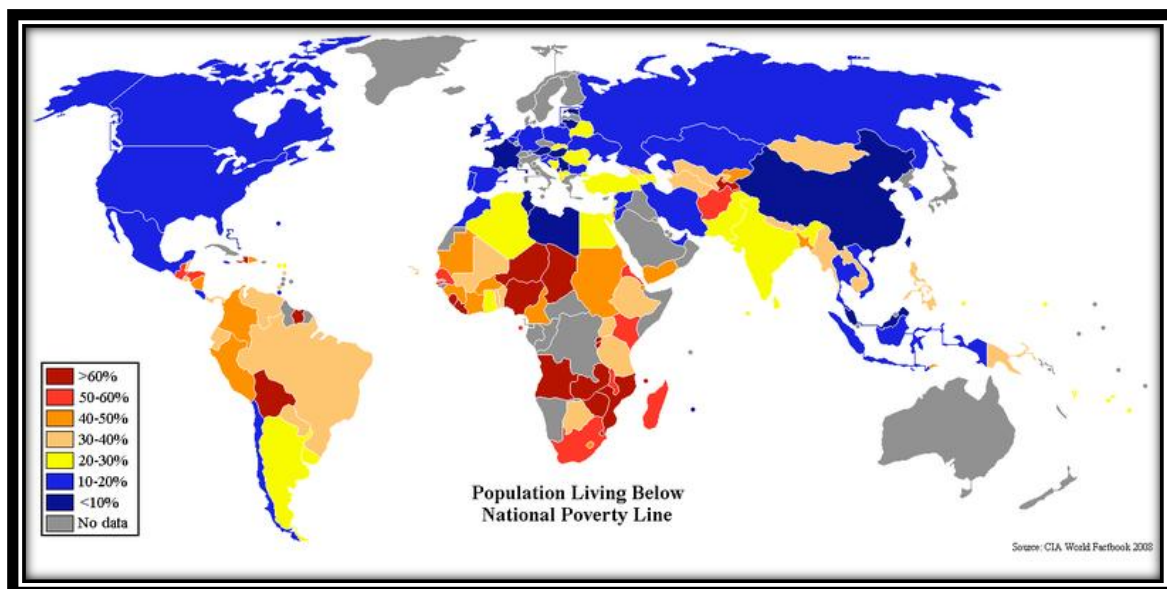 >60%
50-60%
40-50%
30-40%
20-30%
10-20%
<10%
No data
Population Living Below
National Poverty Line
Source: CIA World Factbook 2008